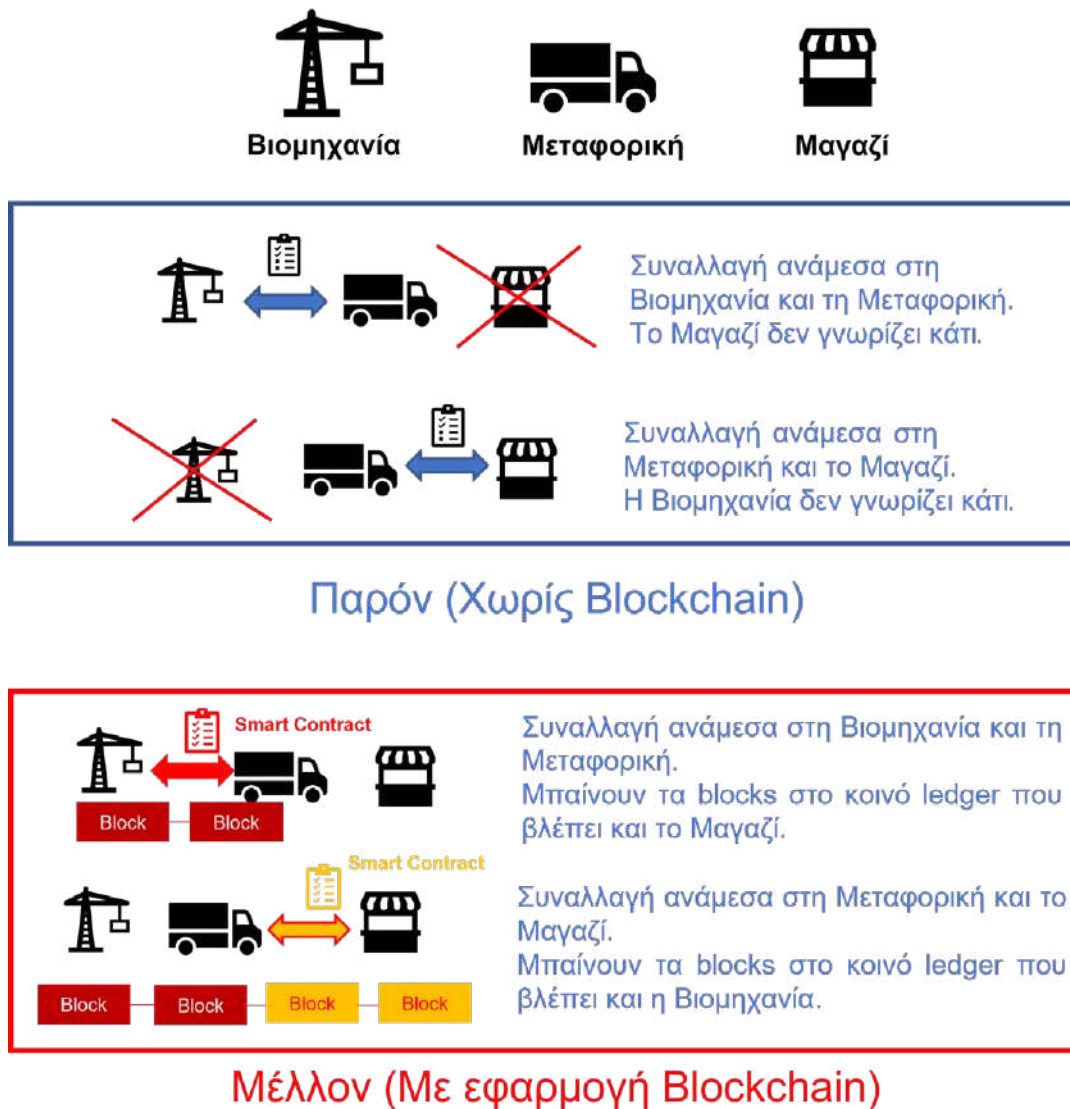 Βιομηχανία Μεταφορική Μαγαζί
Συναλλαγή ανάμεσα στη
Βιομηχανία και τη Μεταφορική.
Το Μαγαζί δεν γνωρίζει κάτι.
Συναλλαγή ανάμεσα στη
Μεταφορική και το Μαγαζί.
Η Βιομηχανία δεν γνωρίζει κάτι.
Παρόν (Χωρίς Blockchain)
Smart Contract
Block Block
Συναλλαγή ανάμεσα στη Βιομηχανία και τη
Μεταφορική.
Μπαίνουν τα blocks στο κοινό ledger που
βλέπει και το Μαγαζί.
Smart Contract
Block Block Block Block
Συναλλαγή ανάμεσα στη Μεταφορική και το
Μαγαζί.
Μπαίνουν τα blocks στο κοινό ledger που
βλέπει και η Βιομηχανία.
Μέλλον (Με εφαρμογή Blockchain)